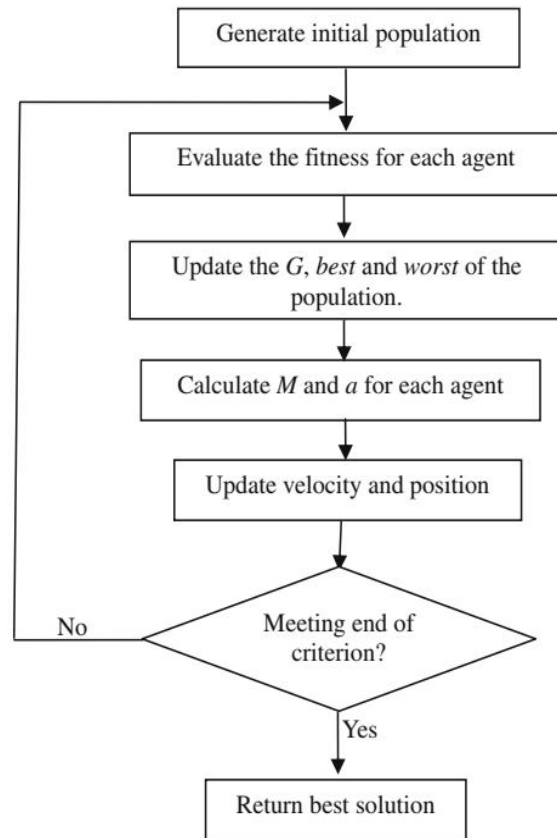 Generate initial population
Evaluate the fitness for each agent
Update the G, best and worst of the
population.
Calculate M and a for each agent
Update velocity and position
Meeting end of
criterion?
No
Yes
Return best solution